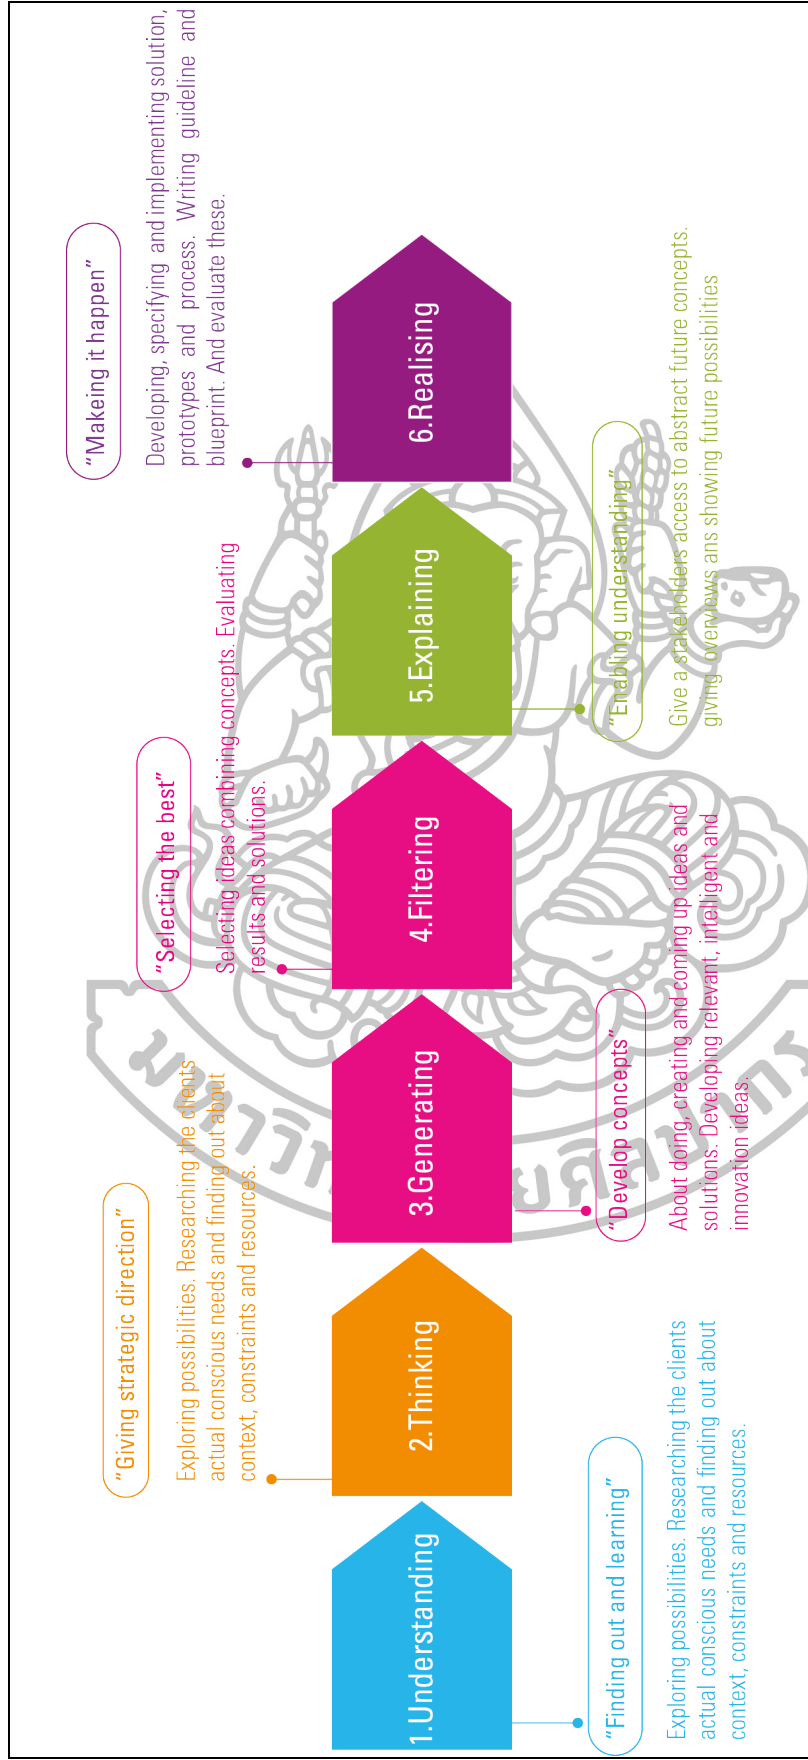 1.Understanding
"Finding out and learning"
Exploring possibilities. Researching the clients
actual conscious needs and finding out about
context, constraints and resources.
2.Thinking
"Giving strategic direction"
Exploring possibilities. Researching the clients
actual conscious needs and finding out about
context, constraints and resources.
3.Generating
"Develop concepts"
About doing, creating and coming up ideas and
solutions. Developing relevant, intelligent and
innovation ideas.
4.Filtering
"Selecting the best"
Selecting ideas combining concepts. Evaluating
results and solutions.
5.Explaining
"Enabling understanding"
Give a stakeholders access to abstract future concepts.
giving overviews ans showing future possibilities
6.Realising
"Makeing it happen"
Developing, specifying and implementing solution,
prototypes and process. Writing guideline and
blueprint. And evaluate these.